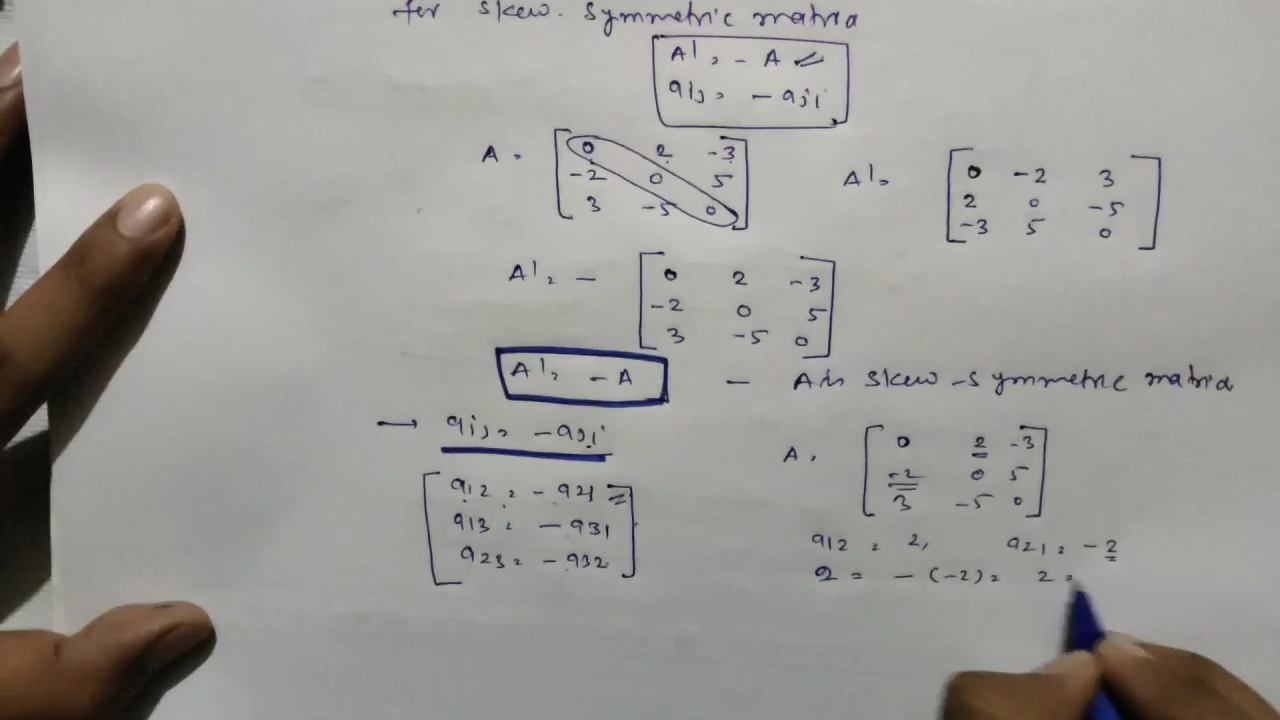 for skew-symmetric matrix
A' = - A
aij = - aji
A = [ 0 2 -3
-2 0 5
3 -5 0 ]
A' = [ 0 -2 3
2 0 -5
-3 5 0 ]
A' = - [ 0 2 -3
-2 0 5
3 -5 0 ]
A' = - A - A is skew-symmetric matrix
→ aij = - aji
[ a12 = - a21
a13 = - a31
a23 = - a32 ]
A = [ 0 2 -3
-2 0 5
3 -5 0 ]
a12 = 2, a21 = -2
2 = - (-2) = 2 =